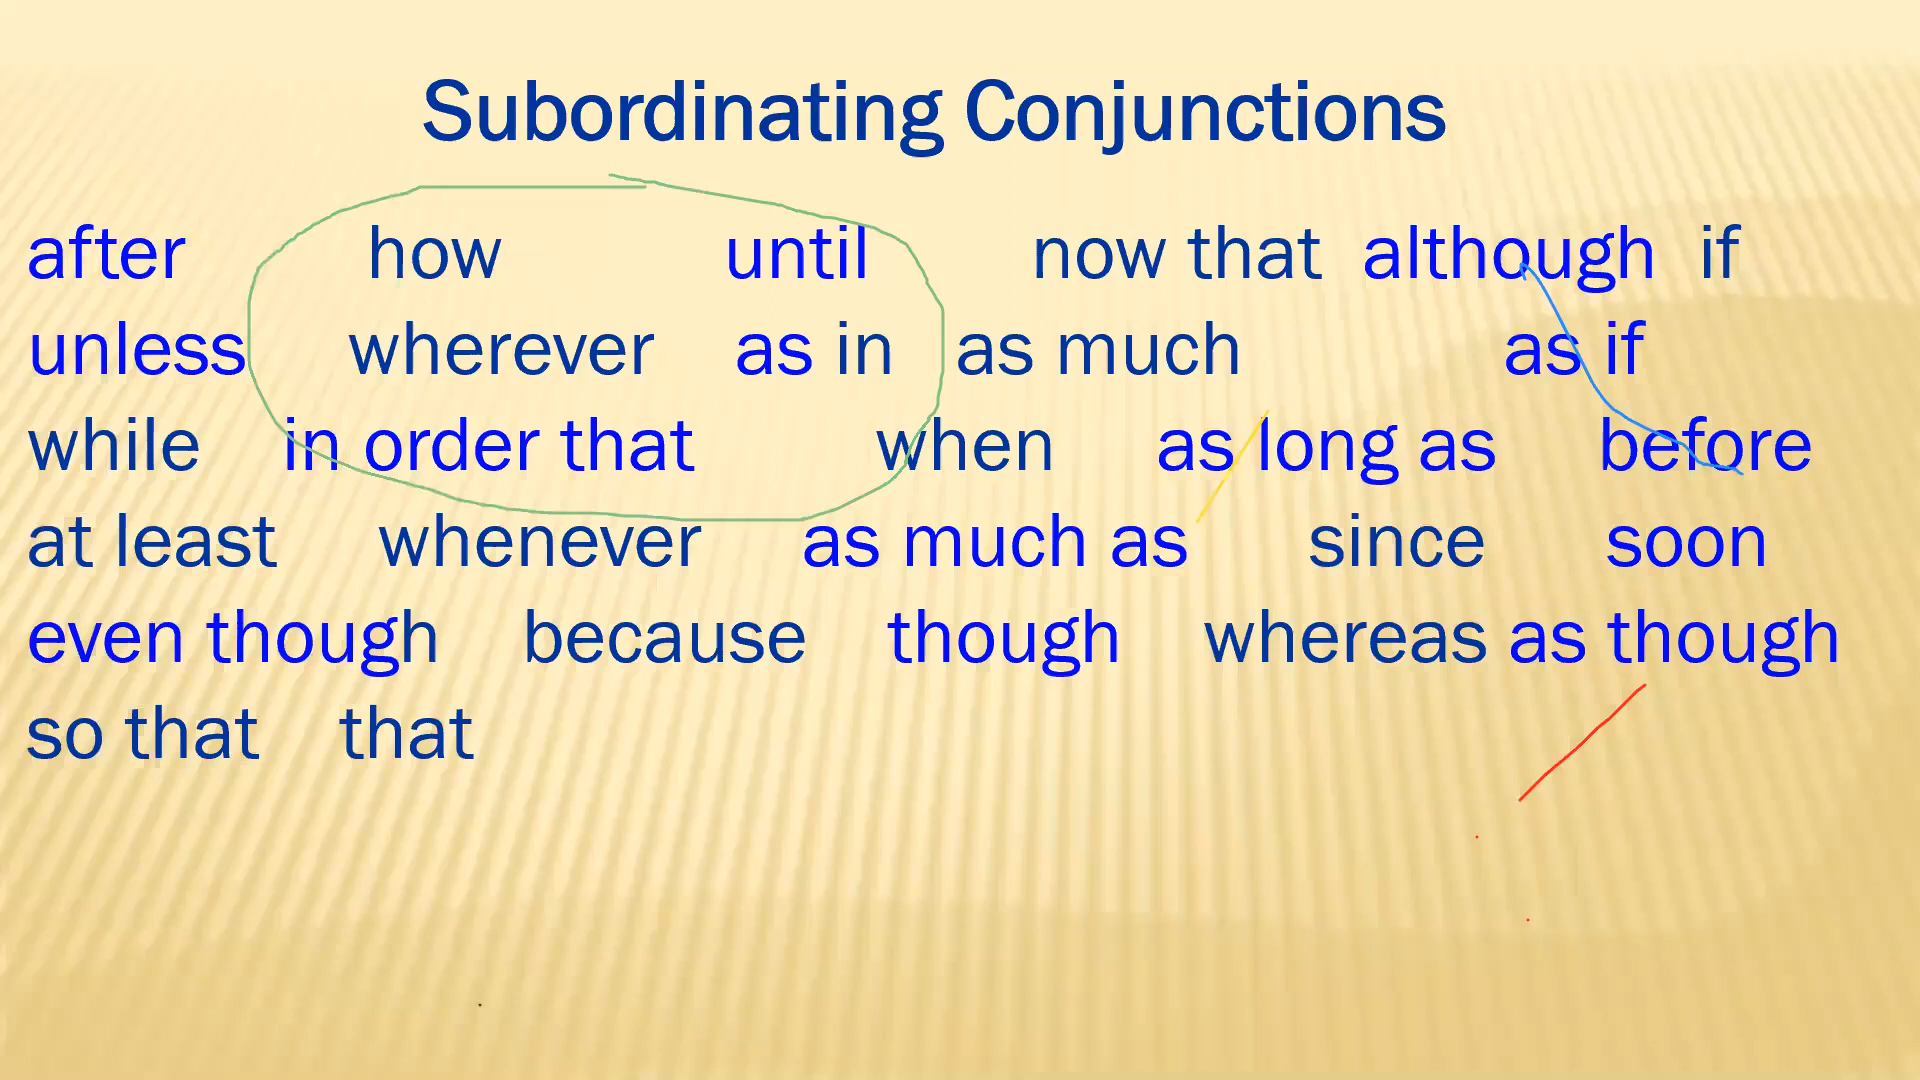 Subordinating Conjunctions
after how until now that although if
unless wherever as in as much as if
while in order that when as long as before
at least whenever as much as since soon
even though because though whereas as though
so that that